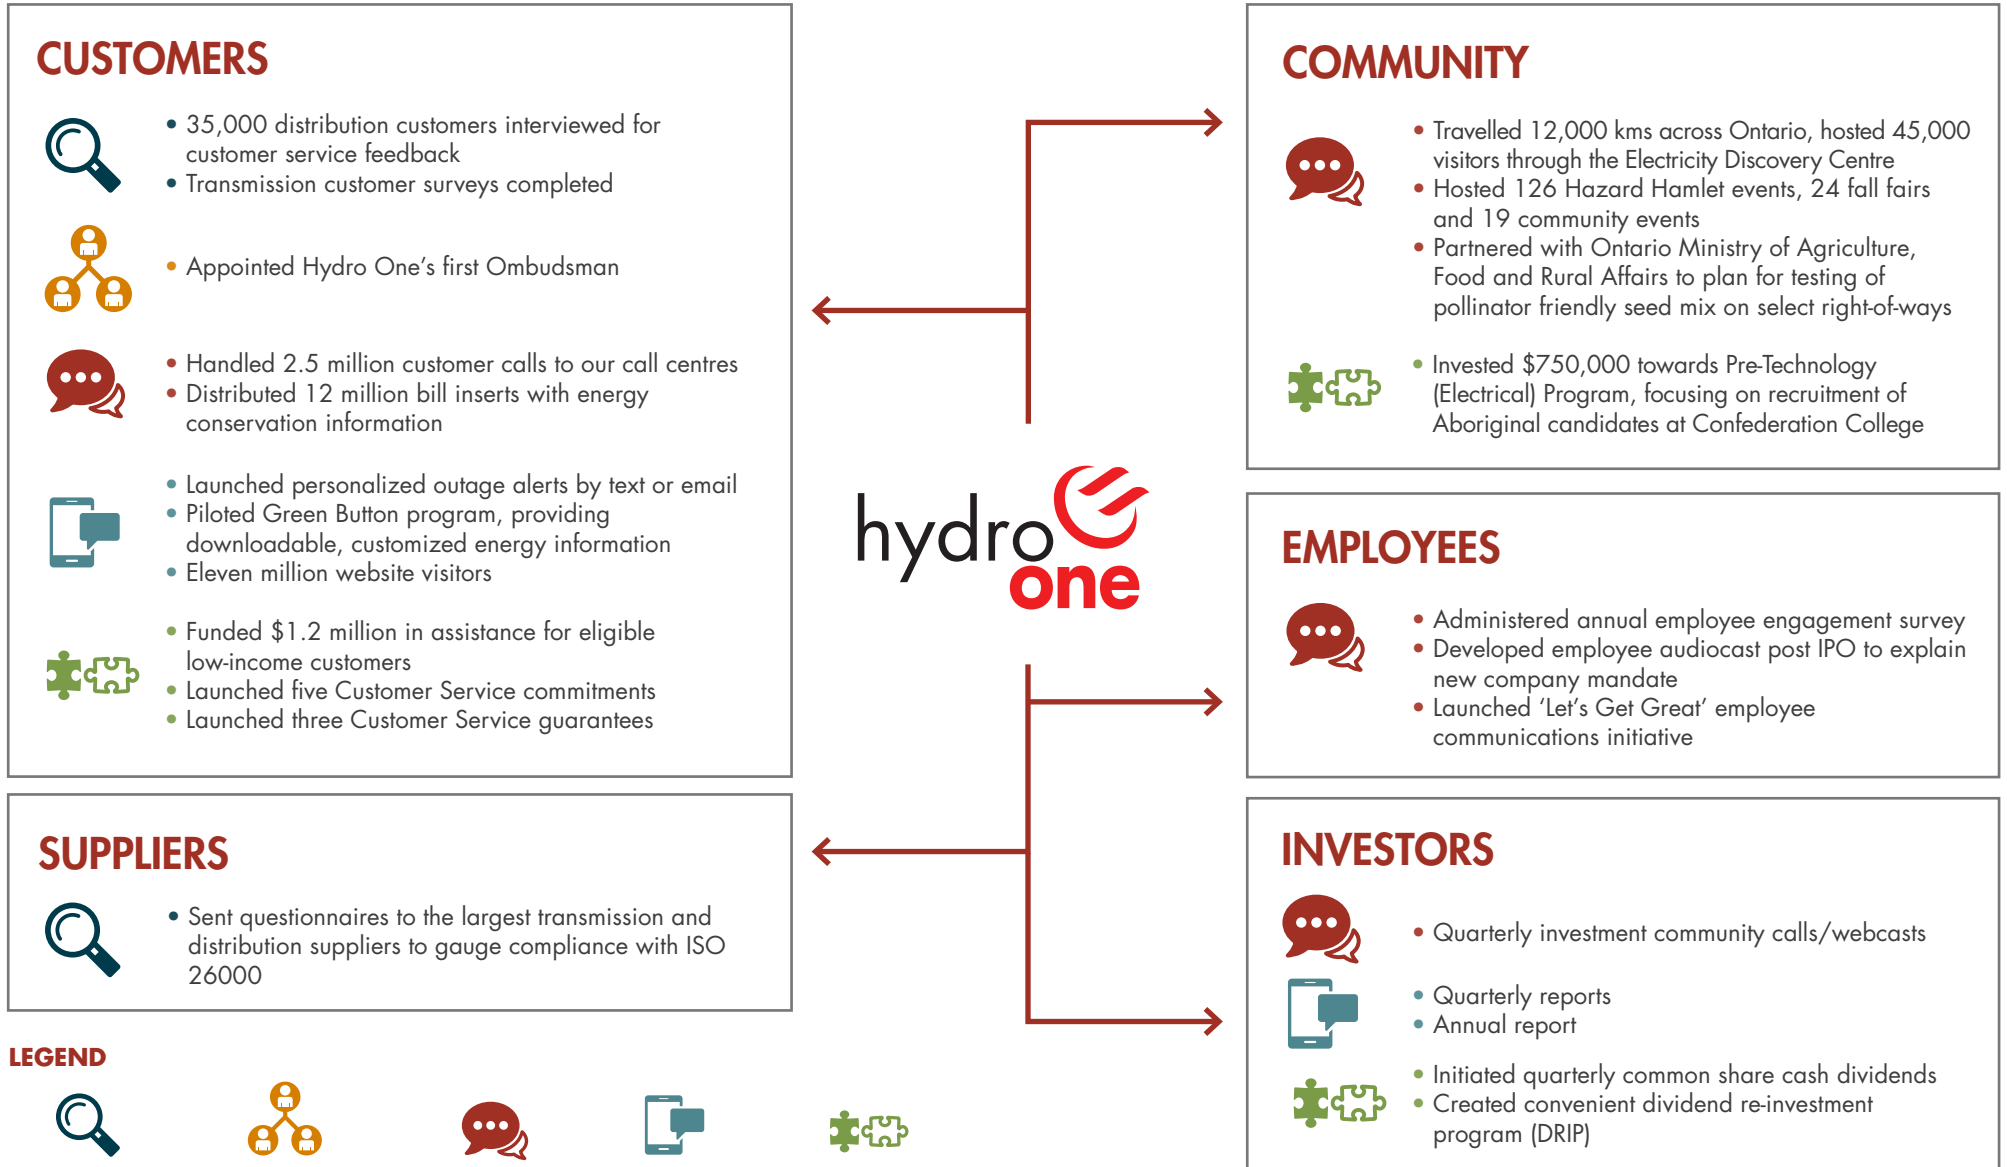 CUSTOMERS
• 35,000 distribution customers interviewed for
customer service feedback
• Transmission customer surveys completed
• Appointed Hydro One’s first Ombudsman
• Handled 2.5 million customer calls to our call centres
• Distributed 12 million bill inserts with energy
conservation information
• Launched personalized outage alerts by text or email
• Piloted Green Button program, providing
downloadable, customized energy information
• Eleven million website visitors
• Funded $1.2 million in assistance for eligible
low-income customers
• Launched five Customer Service commitments
• Launched three Customer Service guarantees
SUPPLIERS
• Sent questionnaires to the largest transmission and
distribution suppliers to gauge compliance with ISO
26000
LEGEND
hydro
one
COMMUNITY
• Travelled 12,000 kms across Ontario, hosted 45,000
visitors through the Electricity Discovery Centre
• Hosted 126 Hazard Hamlet events, 24 fall fairs
and 19 community events
• Partnered with Ontario Ministry of Agriculture,
Food and Rural Affairs to plan for testing of
pollinator friendly seed mix on select right-of-ways
• Invested $750,000 towards Pre-Technology
(Electrical) Program, focusing on recruitment of
Aboriginal candidates at Confederation College
EMPLOYEES
• Administered annual employee engagement survey
• Developed employee audiocast post IPO to explain
new company mandate
• Launched ‘Let’s Get Great’ employee
communications initiative
INVESTORS
• Quarterly investment community calls/webcasts
• Quarterly reports
• Annual report
• Initiated quarterly common share cash dividends
• Created convenient dividend re-investment
program (DRIP)